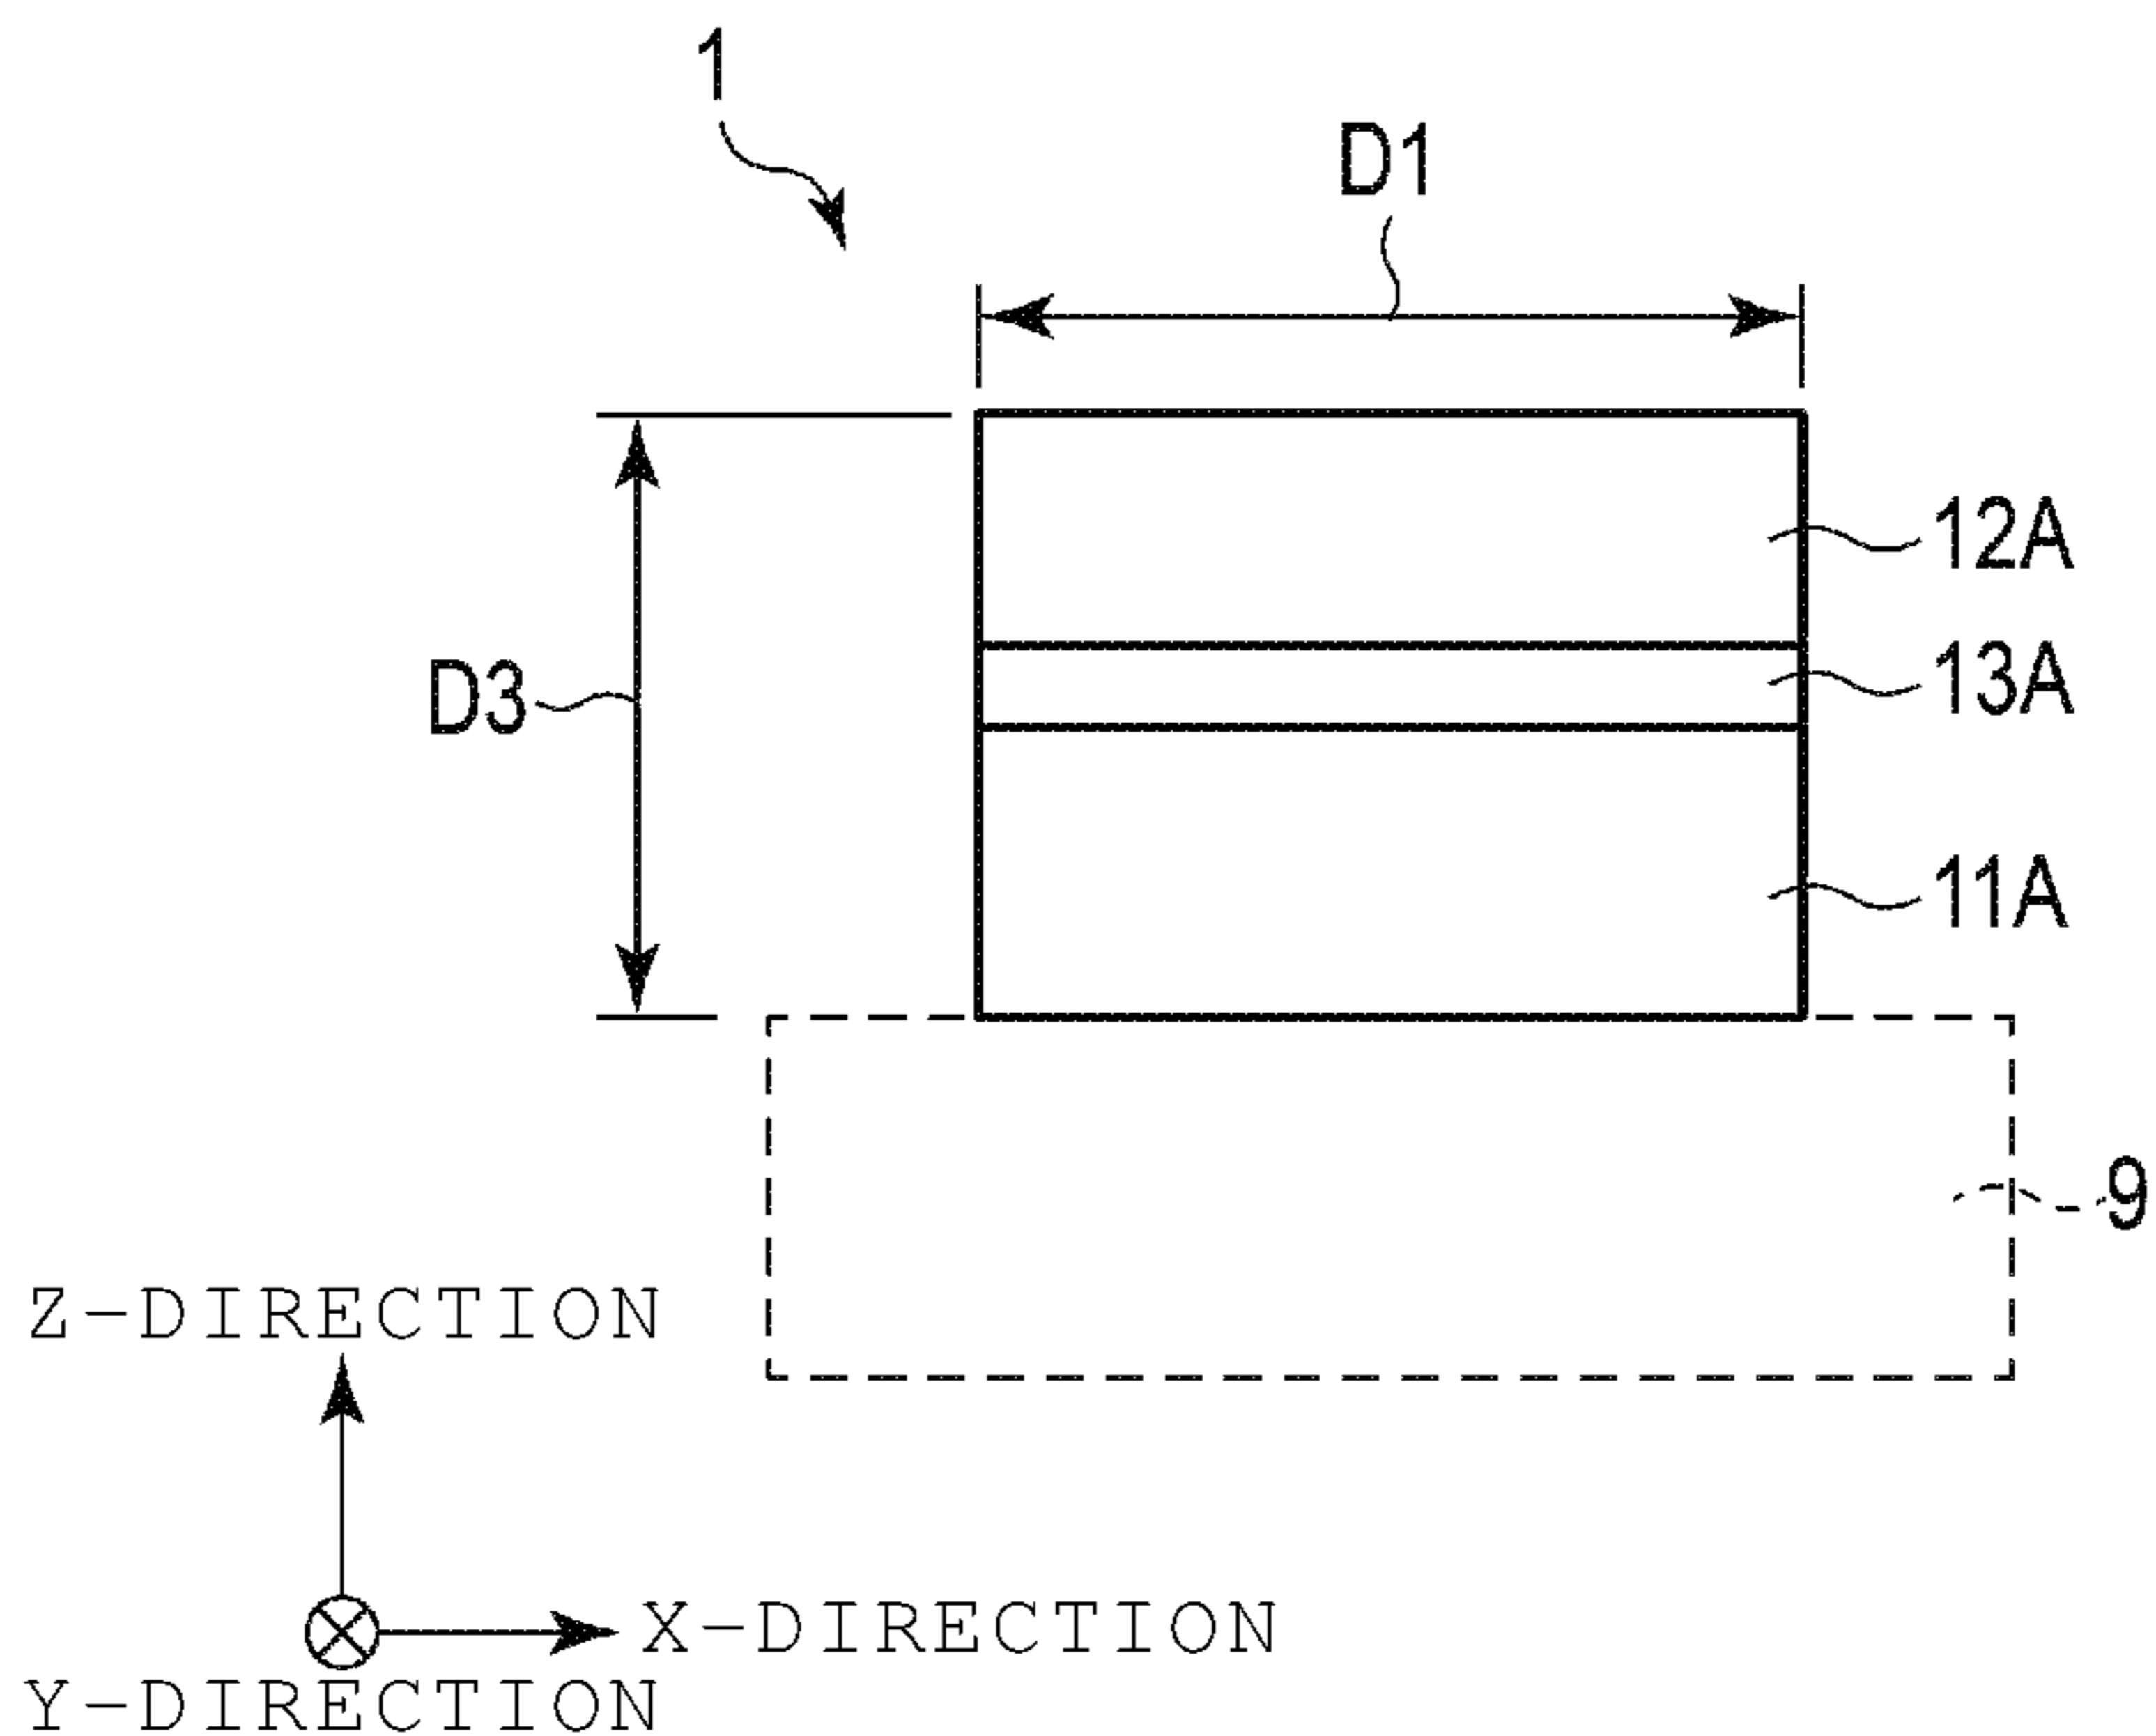 1
D1
12A
13A
D3
11A
9
Z-DIRECTION
X-DIRECTION
Y-DIRECTION